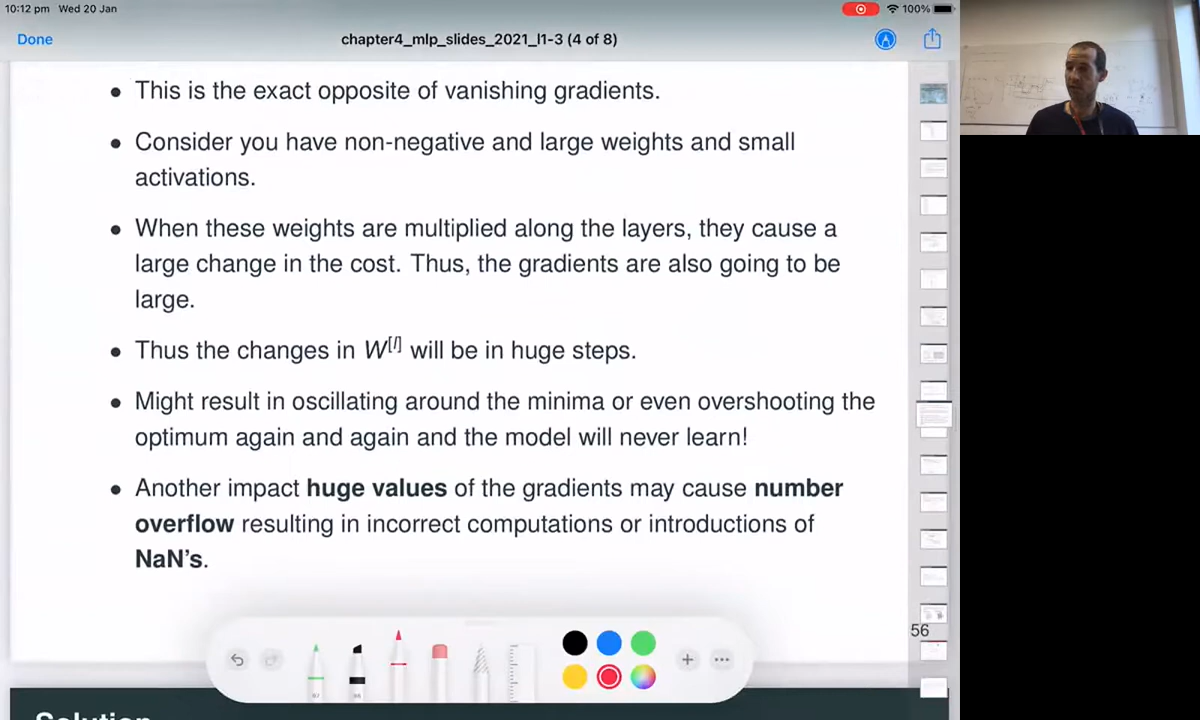 10:12 pm Wed 20 Jan
100%
Done
chapter4_mlp_slides_2021_l1-3 (4 of 8)
• This is the exact opposite of vanishing gradients.
• Consider you have non-negative and large weights and small
activations.
• When these weights are multiplied along the layers, they cause a
large change in the cost. Thus, the gradients are also going to be
large.
• Thus the changes in W[l] will be in huge steps.
• Might result in oscillating around the minima or even overshooting the
optimum again and again and the model will never learn!
• Another impact huge values of the gradients may cause number
overflow resulting in incorrect computations or introductions of
NaN's.
56
Solution